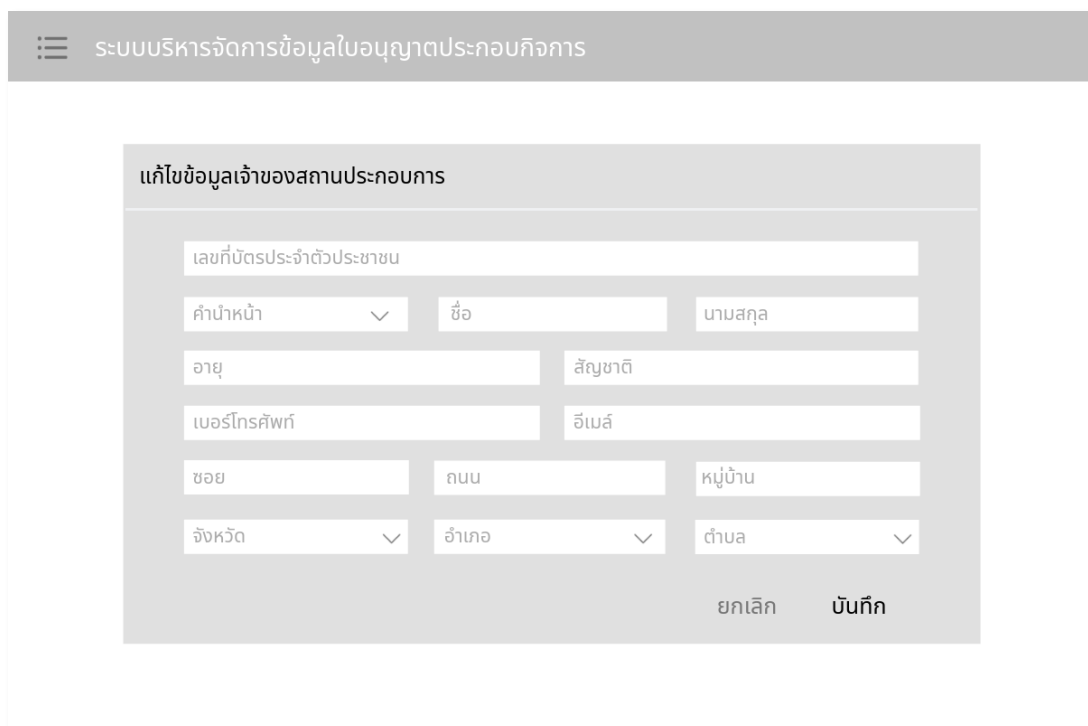 ระบบบริหารจัดการข้อมูลใบอนุญาตประกอบกิจการ
แก้ไขข้อมูลเจ้าของสถานประกอบการ
เลขที่บัตรประจำตัวประชาชน
คำนำหน้า ชื่อ นามสกุล
อายุ สัญชาติ
เบอร์โทรศัพท์ อีเมล์
ซอย ถนน หมู่บ้าน
จังหวัด อำเภอ ตำบล
ยกเลิก บันทึก